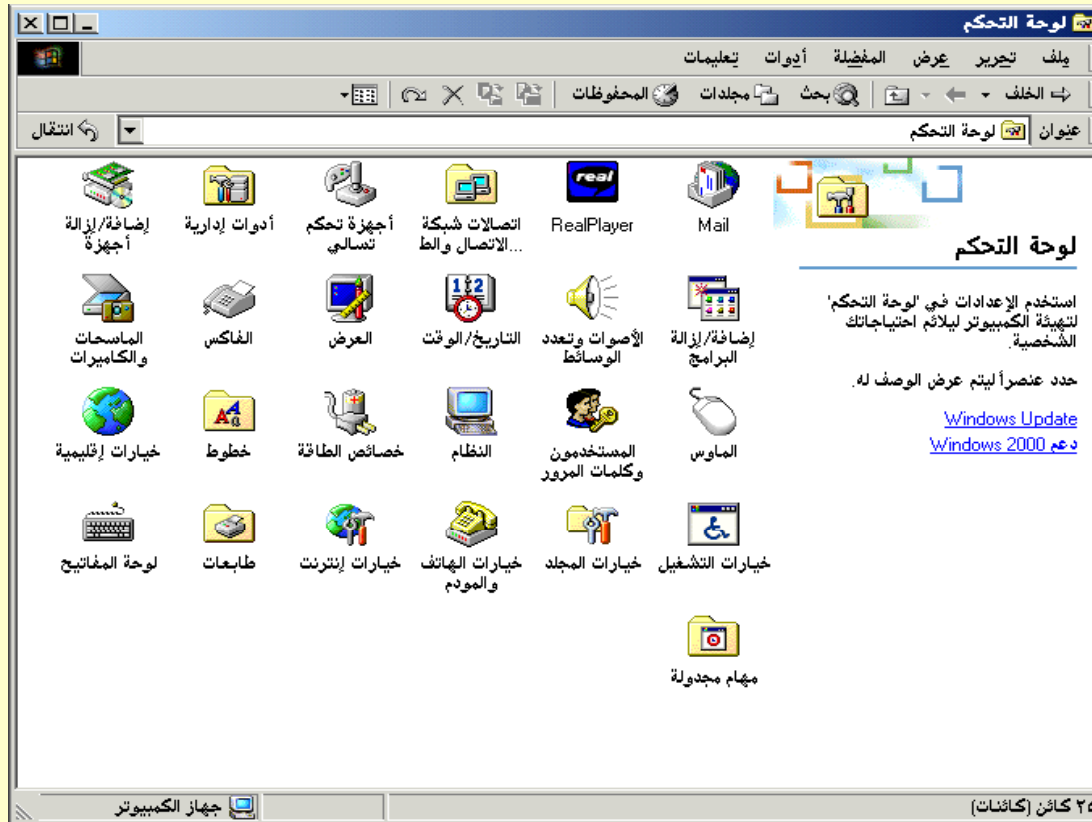 لوحة التحكم
ملف تحرير عرض المفضلة أدوات تعليمات
الخلف بحث مجلدات المحفوظات
عنوان لوحة التحكم انتقال
لوحة التحكم
استخدم الإعدادات في 'لوحة التحكم'
لتهيئة الكمبيوتر ليلائم احتياجاتك
الشخصية.
حدد عنصراً ليتم عرض الوصف له.
Windows Update
دعم Windows 2000
Mail
RealPlayer
اتصالات شبكة
الاتصال والط...
أجهزة تحكم
تسالي
أدوات إدارية
إضافة/إزالة
أجهزة
إضافة/إزالة
البرامج
الأصوات وتعدد
الوسائط
التاريخ/الوقت
العرض
الفاكس
الماسحات
والكاميرات
الماوس
المستخدمون
وكلمات المرور
النظام
خصائص الطاقة
خطوط
خيارات إقليمية
خيارات التشغيل
خيارات المجلد
خيارات الهاتف
والمودم
خيارات إنترنت
طابعات
لوحة المفاتيح
مهام مجدولة
٢٥ كائن (كائنات)
جهاز الكمبيوتر